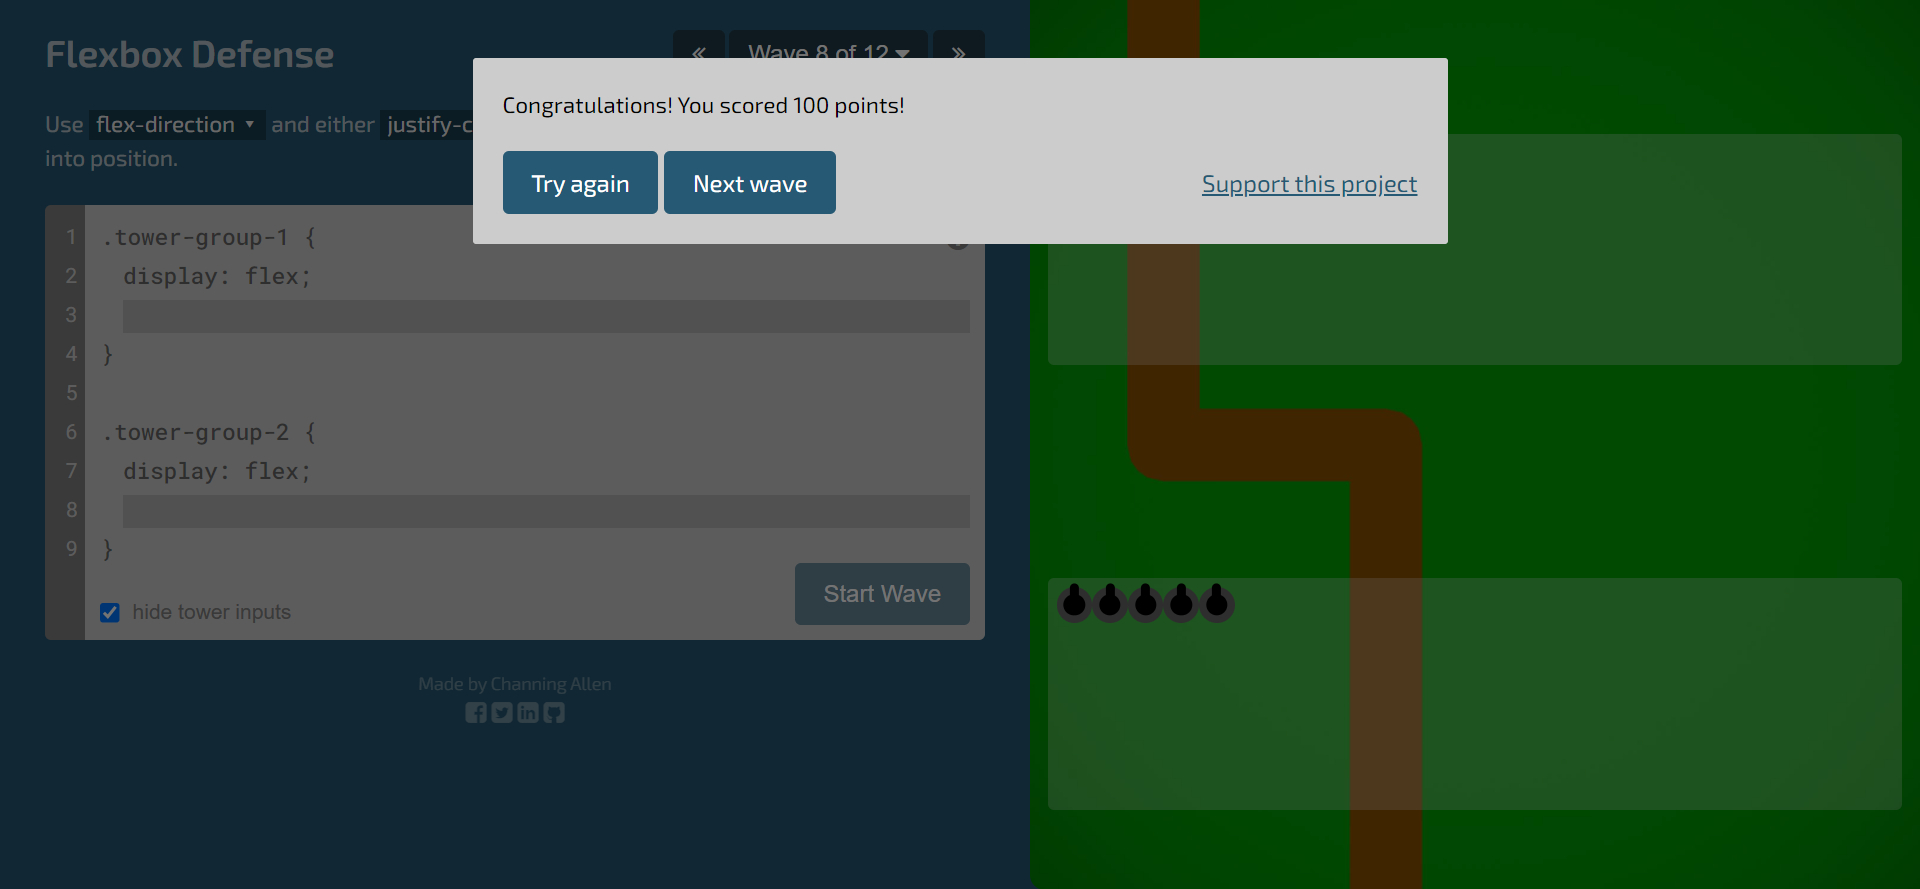 Flexbox Defense
« Wave 8 of 12 »
Congratulations! You scored 100 points!
Try again Next wave Support this project
Use flex-direction and either justify-c
into position.
1 .tower-group-1 {
2 display: flex;
3
4 }
5
6 .tower-group-2 {
7 display: flex;
8
9 }
hide tower inputs
Start Wave
Made by Channing Allen